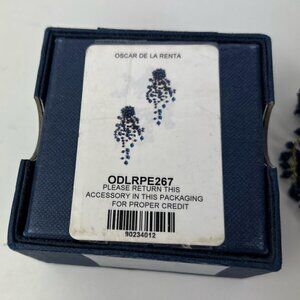 OSCAR DE LA RENTA
ODLRPE267
PLEASE RETURN THIS
ACCESSORY IN THIS PACKAGING
FOR PROPER CREDIT
90234012